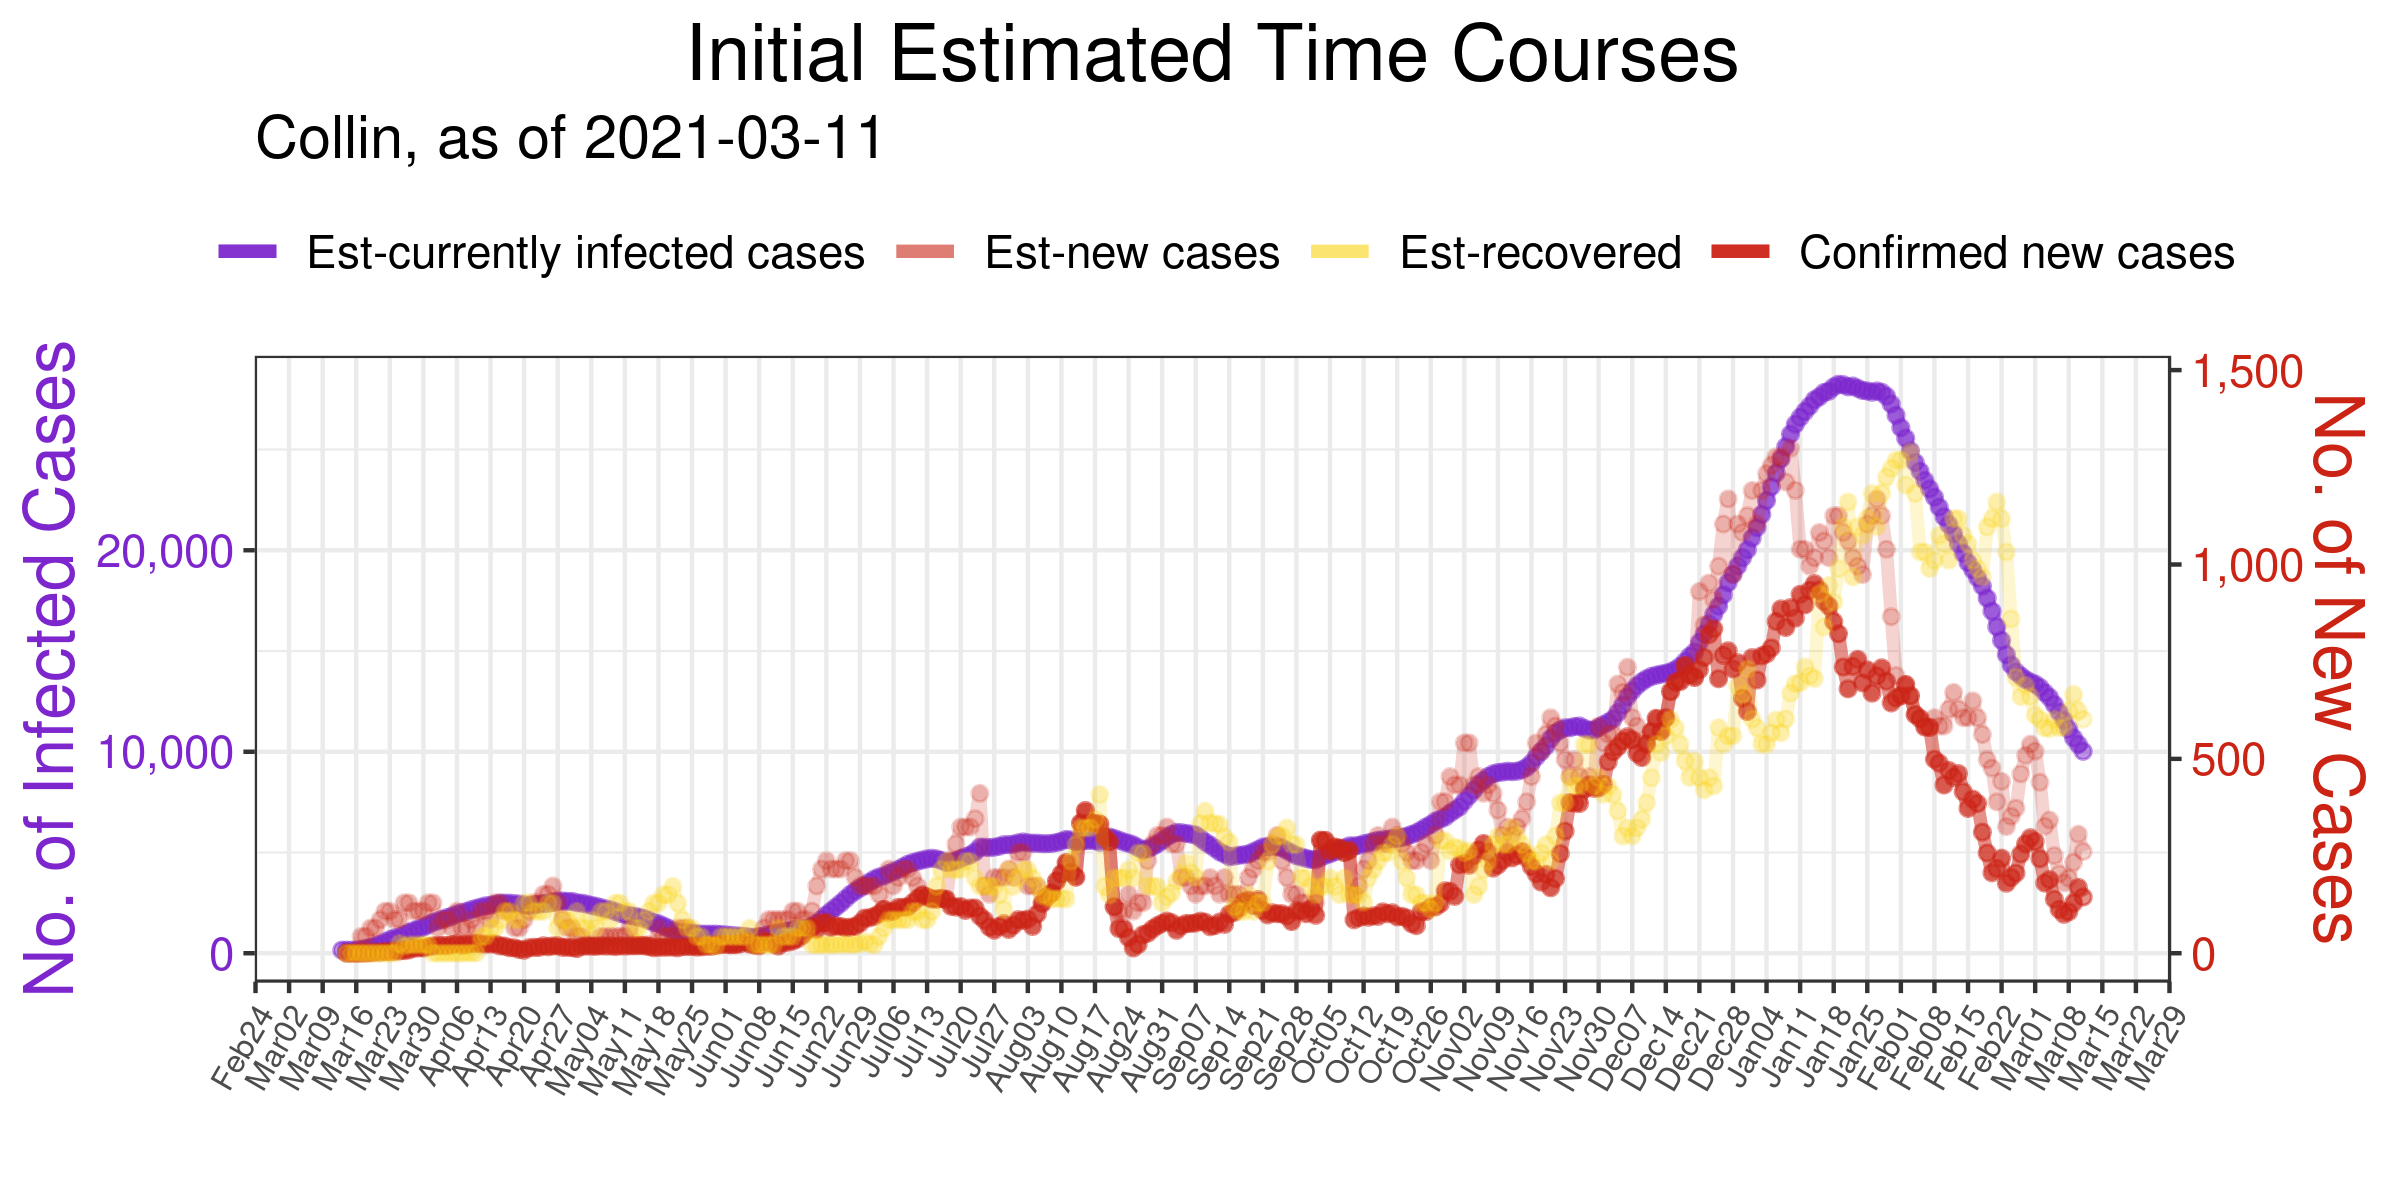 Initial Estimated Time Courses
Collin, as of 2021-03-11
Est-currently infected cases Est-new cases Est-recovered Confirmed new cases
No. of Infected Cases
20,000
10,000
0
1,500
1,000
500
0
No. of New Cases
Feb24 Mar02 Mar09 Mar16 Mar23 Mar30 Apr06 Apr13 Apr20 Apr27 May04 May11 May18 May25 Jun01 Jun08 Jun15 Jun22 Jun29 Jul06 Jul13 Jul20 Jul27 Aug03 Aug10 Aug17 Aug24 Aug31 Sep07 Sep14 Sep21 Sep28 Oct05 Oct12 Oct19 Oct26 Nov02 Nov09 Nov16 Nov23 Nov30 Dec07 Dec14 Dec21 Dec28 Jan04 Jan11 Jan18 Jan25 Feb01 Feb08 Feb15 Feb22 Mar01 Mar08 Mar15 Mar22 Mar29